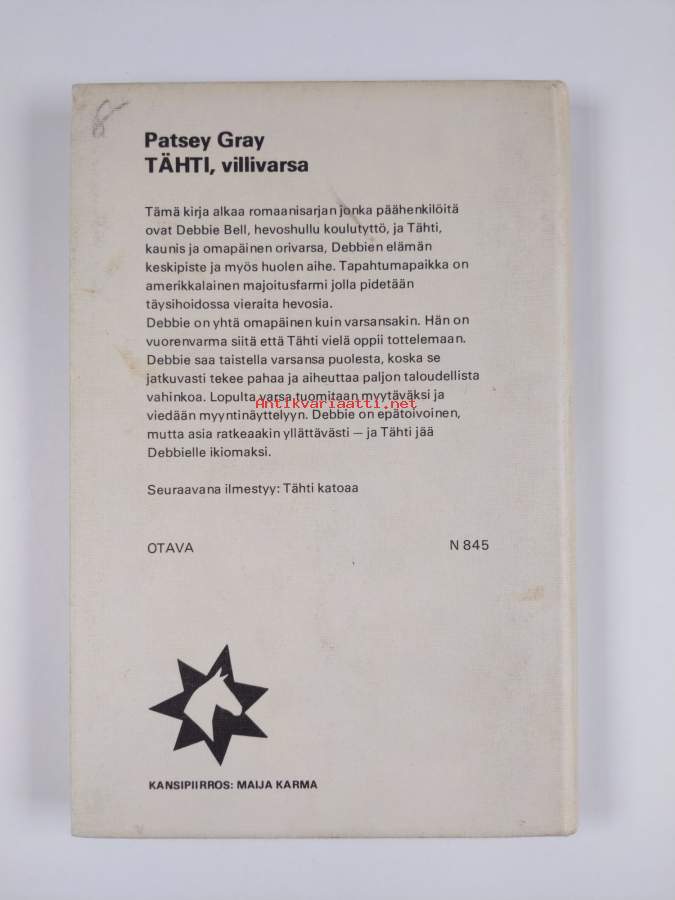 Patsey Gray
TÄHTI, villivarsa
Tämä kirja alkaa romaanisarjan jonka päähenkilöitä
ovat Debbie Bell, hevoshullu koulutyttö, ja Tähti,
kaunis ja omapäinen orivarsa, Debbien elämän
keskipiste ja myös huolen aihe. Tapahtumapaikka on
amerikkalainen majoitusfarmi jolla pidetään
täysihoidossa vieraita hevosia.
Debbie on yhtä omapäinen kuin varsansakin. Hän on
vuorenvarma siitä että Tähti vielä oppii tottelemaan.
Debbie saa taistella varsansa puolesta, koska se
jatkuvasti tekee pahaa ja aiheuttaa paljon taloudellista
vahinkoa. Lopulta varsa tuomitaan myytäväksi ja
Antikvariaatti.net
viedään myyntinäyttelyyn. Debbie on epätoivoinen,
mutta asia ratkeaakin yllättävästi — ja Tähti jää
Debbielle ikiomaksi.
Seuraavana ilmestyy: Tähti katoaa
OTAVA N 845
KANSIPIIRROS: MAIJA KARMA